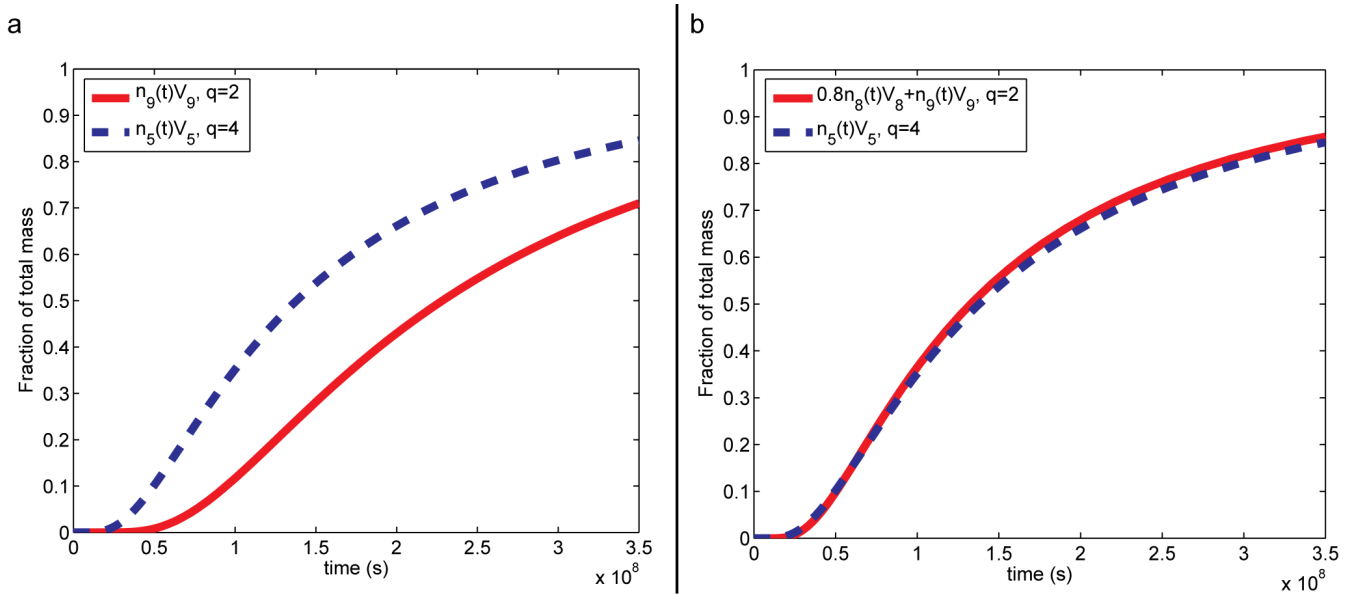 a
n₉(t)V₉, q=2
n₅(t)V₅, q=4
Fraction of total mass
1
0.9
0.8
0.7
0.6
0.5
0.4
0.3
0.2
0.1
0
0 0.5 1 1.5 2 2.5 3 3.5
time (s)
x 10⁸
b
0.8n₈(t)V₈+n₉(t)V₉, q=2
n₅(t)V₅, q=4
Fraction of total mass
1
0.9
0.8
0.7
0.6
0.5
0.4
0.3
0.2
0.1
0
0 0.5 1 1.5 2 2.5 3 3.5
time (s)
x 10⁸